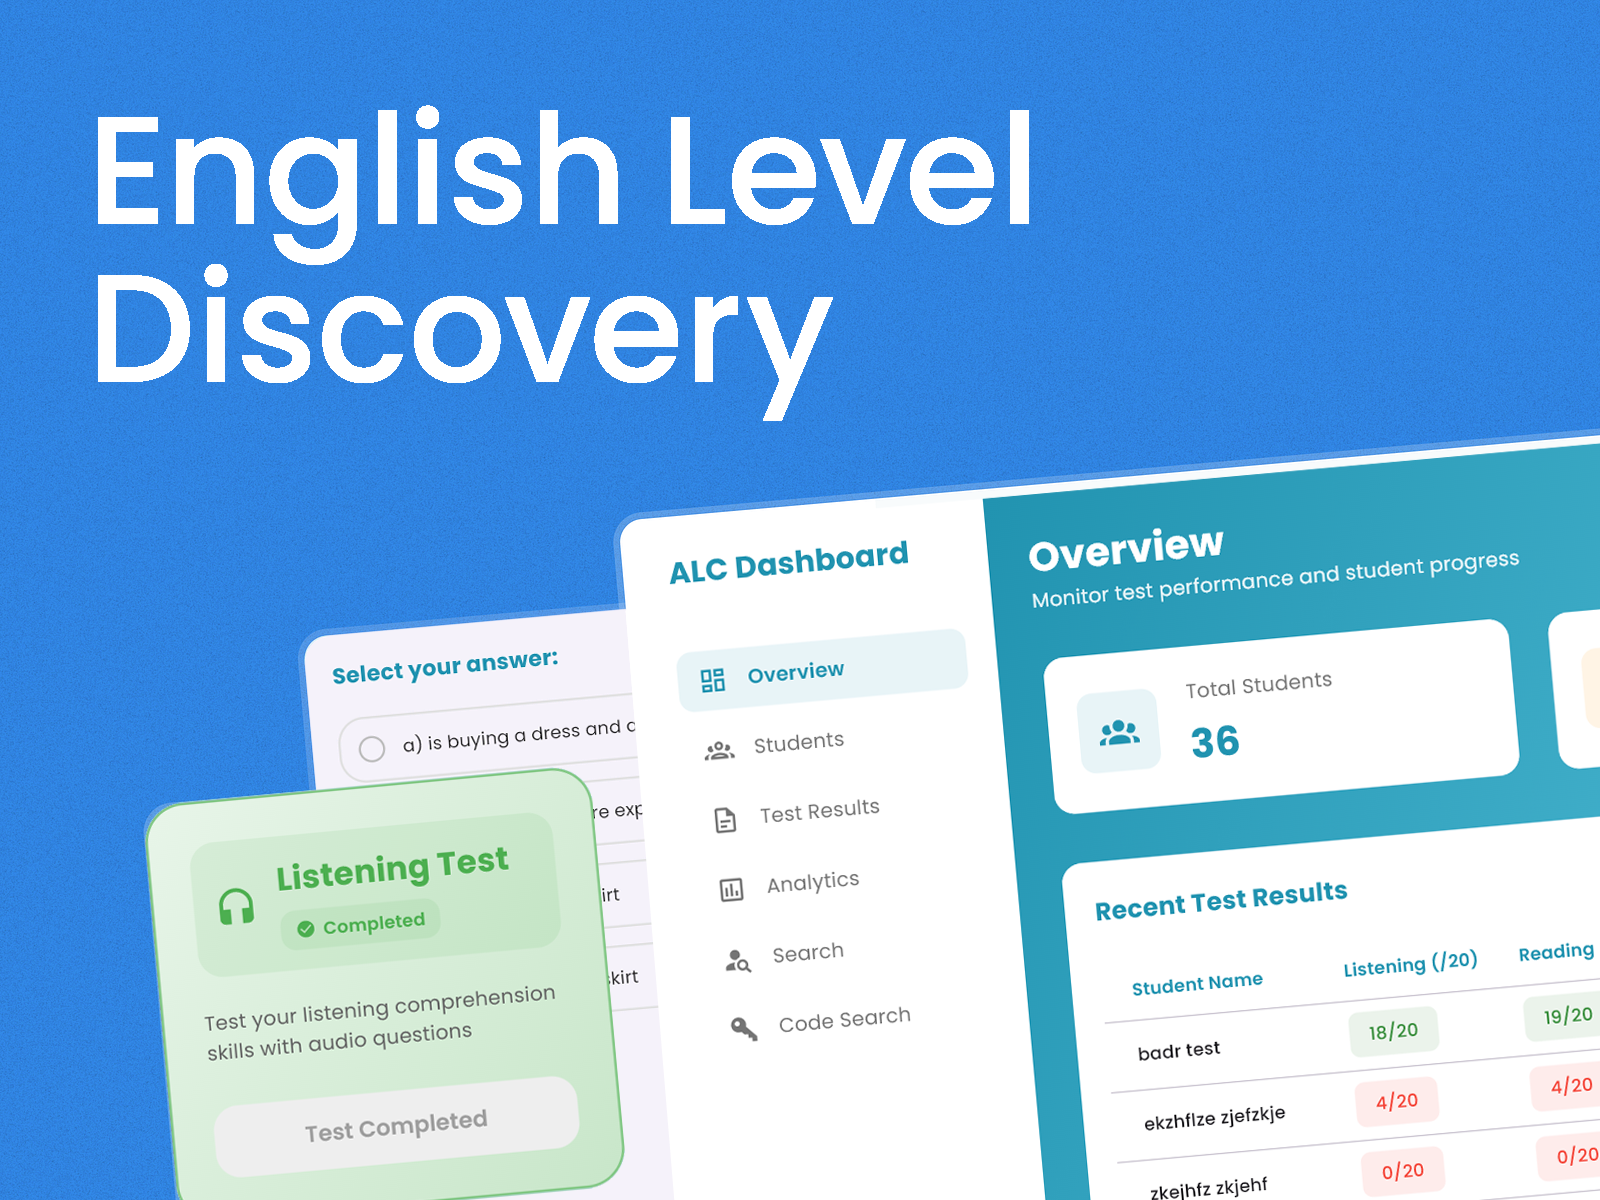 English Level
Discovery
Select your answer:
a) is buying a dress and
re
irt
skirt
Listening Test
Completed
Test your listening comprehension
skills with audio questions
Test Completed
ALC Dashboard
Overview
Students
Test Results
Analytics
Search
Code Search
Overview
Monitor test performance and student progress
Total Students
36
Recent Test Results
Student Name Listening (/20) Reading
badr test 18/20 19/20
ekzhflze zjefzkje 4/20 4/20
zkejhfz zkjehf 0/20 0/20